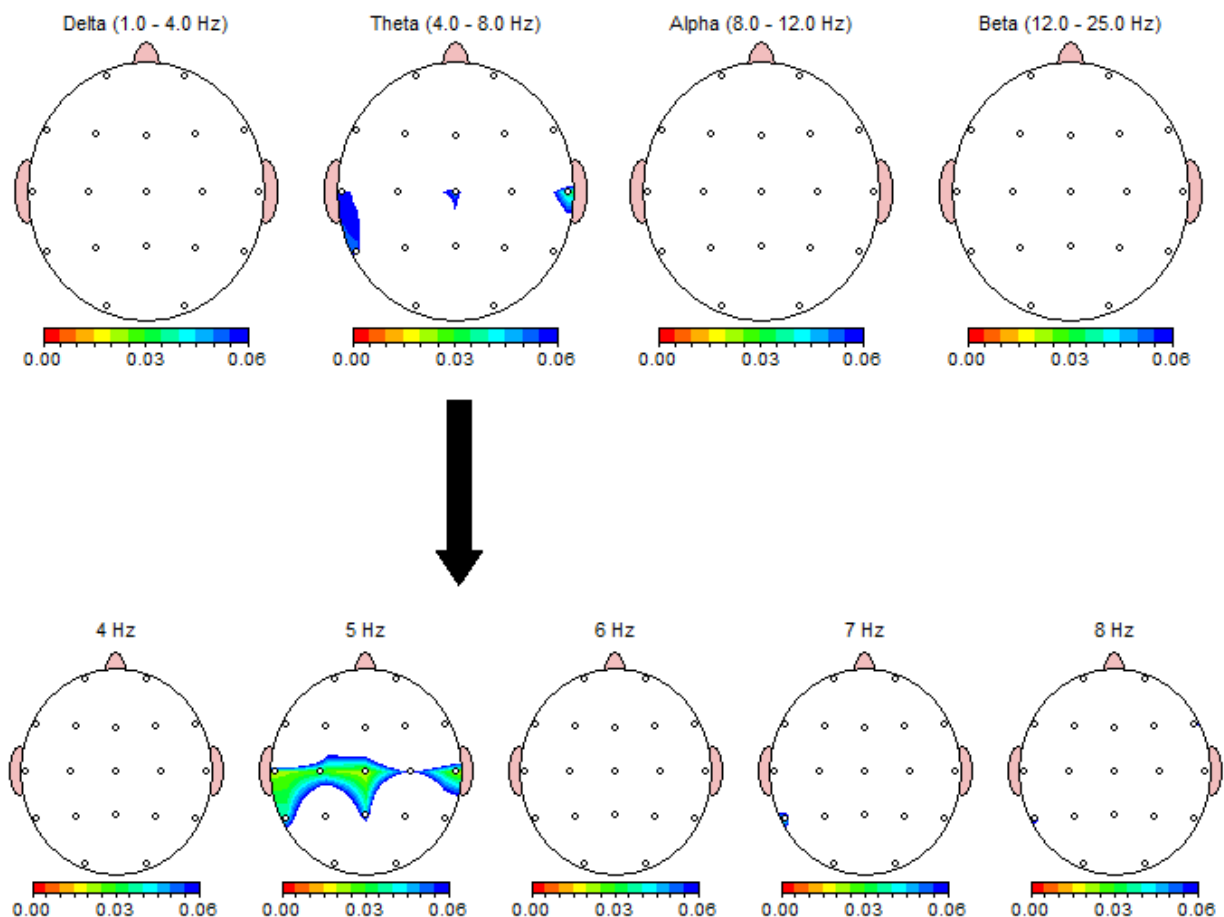 Delta (1.0 - 4.0 Hz) Theta (4.0 - 8.0 Hz) Alpha (8.0 - 12.0 Hz) Beta (12.0 - 25.0 Hz)
0.00 0.03 0.06 0.00 0.03 0.06 0.00 0.03 0.06 0.00 0.03 0.06
4 Hz 5 Hz 6 Hz 7 Hz 8 Hz
0.00 0.03 0.06 0.00 0.03 0.06 0.00 0.03 0.06 0.00 0.03 0.06 0.00 0.03 0.06